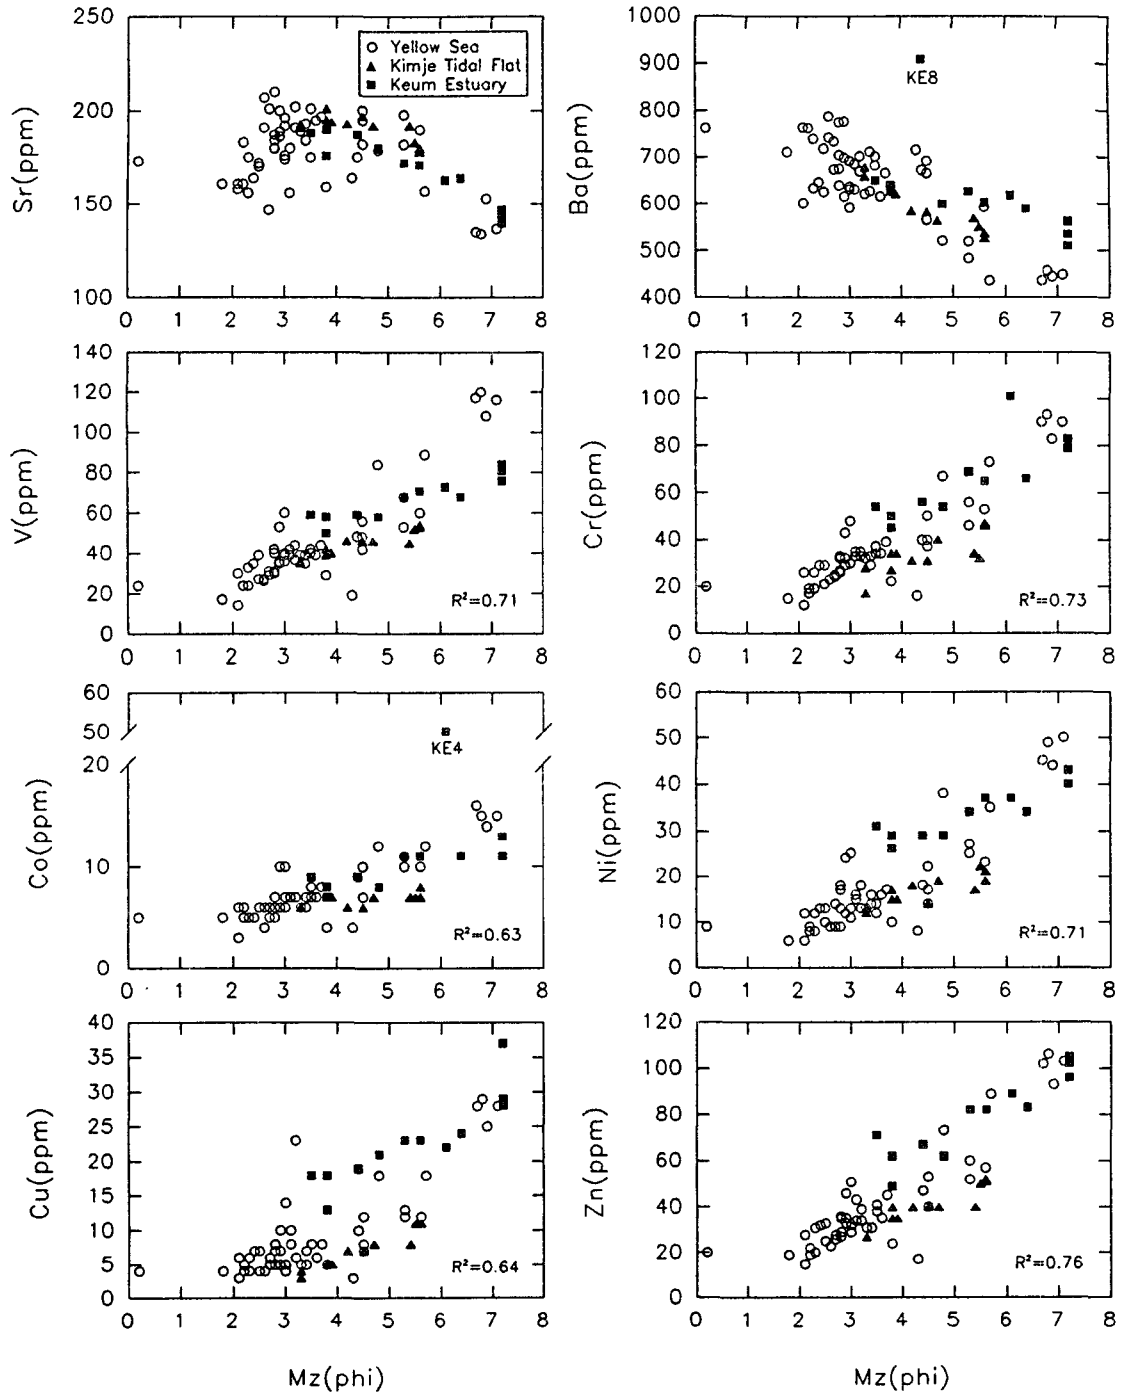 250
200
150
100
Sr(ppm)
Yellow Sea
Kimje Tidal Flat
Keum Estuary
0 1 2 3 4 5 6 7 8
1000
900
800
700
600
500
400
Ba(ppm)
KE8
0 1 2 3 4 5 6 7 8
140
120
100
80
60
40
20
0
V(ppm)
R²=0.71
0 1 2 3 4 5 6 7 8
120
100
80
60
40
20
0
Cr(ppm)
R²=0.73
0 1 2 3 4 5 6 7 8
60
50
20
10
0
Co(ppm)
KE4
R²=0.63
0 1 2 3 4 5 6 7 8
60
50
40
30
20
10
0
Ni(ppm)
R²=0.71
0 1 2 3 4 5 6 7 8
40
35
30
25
20
15
10
5
0
Cu(ppm)
R²=0.64
0 1 2 3 4 5 6 7 8
Mz(phi)
120
100
80
60
40
20
0
Zn(ppm)
R²=0.76
0 1 2 3 4 5 6 7 8
Mz(phi)